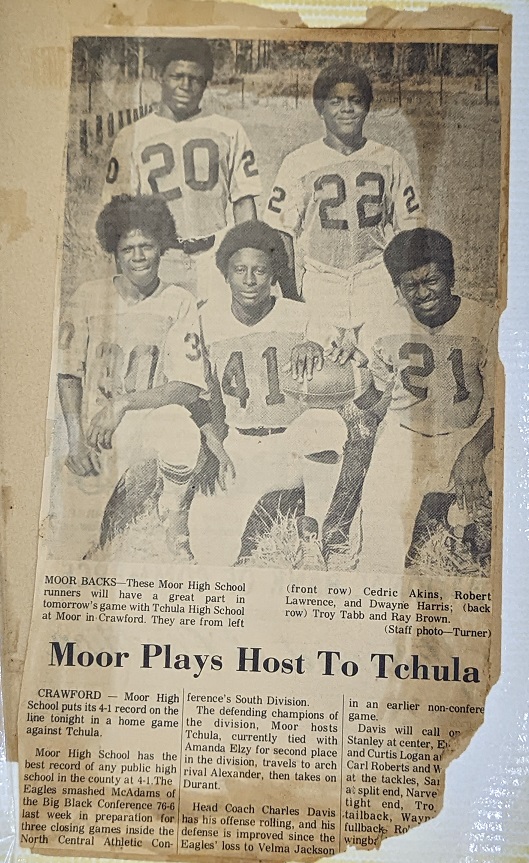 20 2
22 2
3
30
41
21
MOOR BACKS—These Moor High School
runners will have a great part in
tomorrow's game with Tchula High School
at Moor in Crawford. They are from left
(front row) Cedric Akins, Robert
Lawrence, and Dwayne Harris; (back
row) Troy Tabb and Ray Brown.
(Staff photo—Turner)
Moor Plays Host To Tchula
CRAWFORD — Moor High
School puts its 4-1 record on the
line tonight in a home game
against Tchula.
Moor High School has the
best record of any public high
school in the county at 4-1. The
Eagles smashed McAdams of
the Big Black Conference 76-6
last week in preparation for
three closing games inside the
North Central Athletic Con-
ference's South Division.
The defending champions of
the division, Moor hosts
Tchula, currently tied with
Amanda Elzy for second place
in the division, travels to arch
rival Alexander, then takes on
Durant.
Head Coach Charles Davis
has his offense rolling, and his
defense is improved since the
Eagles' loss to Velma Jackson
in an earlier non-confere
game.
Davis will call on
Stanley at center,
and Curtis Logan
Carl Roberts and
at the tackles,
at split end, Narve
tight end, Tro
tailback, Wayn
fullback,
wingb